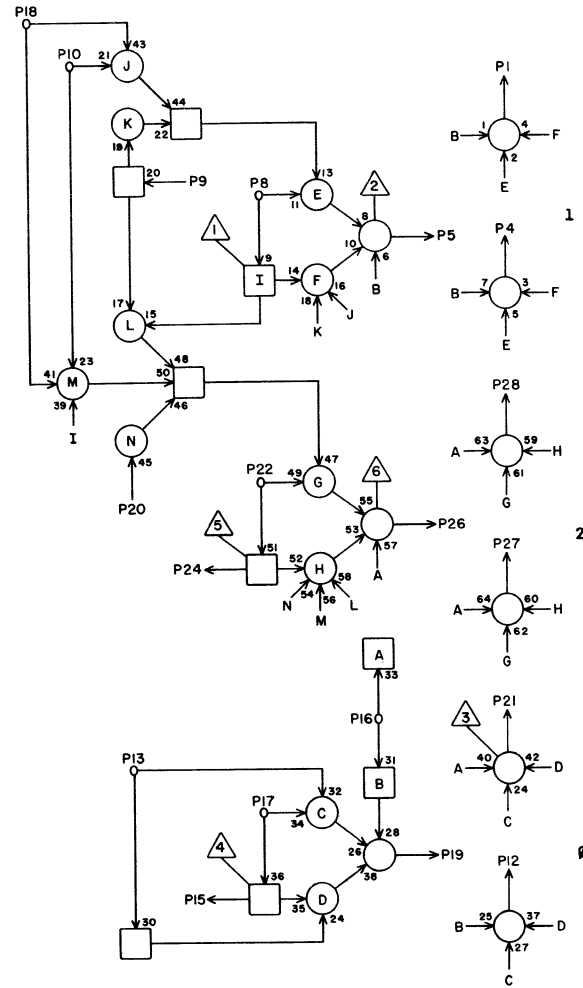 P18
43
P10
21
J
44
P1
K
22
19
1
4
B
F
20
P9
2
P8
13
2
E
11
E
8
1
1
9
10
P5
P4
I
14
F
6
16
18
B
7
3
17
15
J
B
F
L
K
5
E
48
23
50
41
M
46
P28
39
63
59
I
N
A
H
45
47
61
P22
6
49
G
G
P20
55
5
53
P26
2
51
P27
52
57
P24
H
A
54
58
64
60
N
56
L
A
H
M
62
G
A
33
P21
P16
3
31
P13
40
42
B
A
D
32
24
P17
C
28
34
C
4
26
P19
0
36
38
P12
P15
35
D
24
25
37
30
B
D
27
C